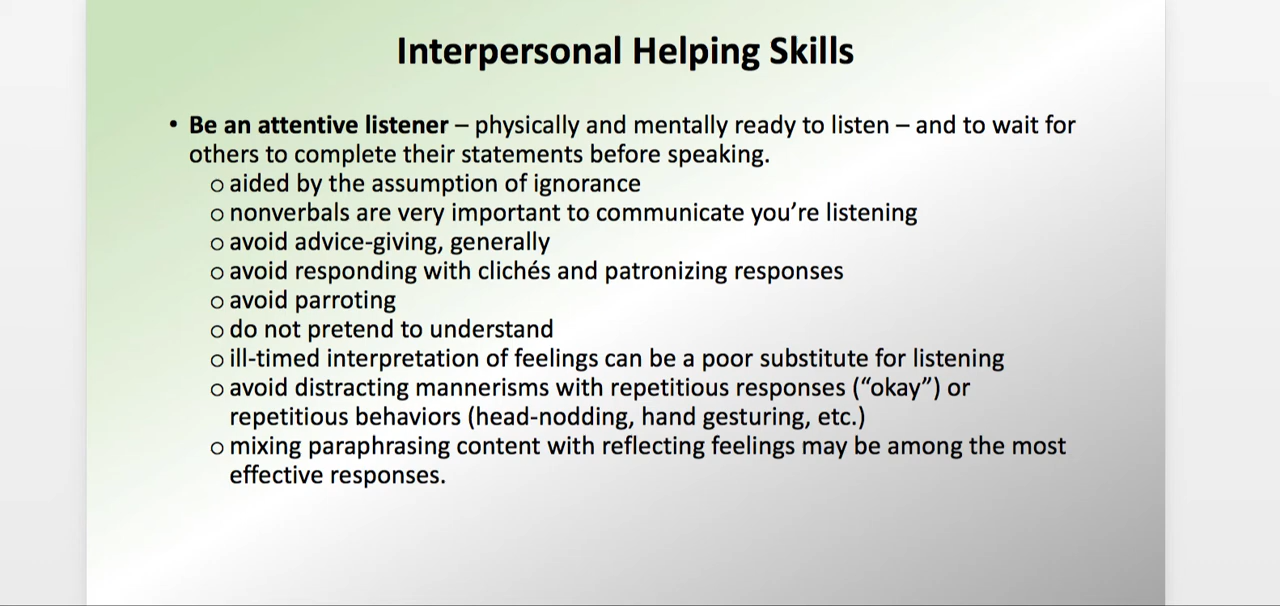 Interpersonal Helping Skills
• Be an attentive listener – physically and mentally ready to listen – and to wait for
others to complete their statements before speaking.
o aided by the assumption of ignorance
o nonverbals are very important to communicate you’re listening
o avoid advice-giving, generally
o avoid responding with clichés and patronizing responses
o avoid parroting
o do not pretend to understand
o ill-timed interpretation of feelings can be a poor substitute for listening
o avoid distracting mannerisms with repetitious responses (“okay”) or
repetitious behaviors (head-nodding, hand gesturing, etc.)
o mixing paraphrasing content with reflecting feelings may be among the most
effective responses.